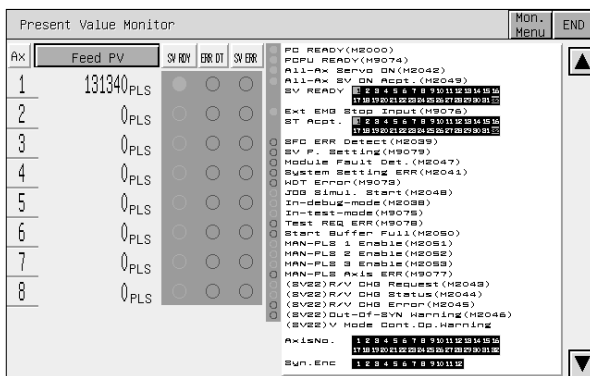 Present Value Monitor
Mon. Menu
END
Ax
Feed PV
SV RDY
ERR DT
SV ERR
1 131340PLS
2 0PLS
3 0PLS
4 0PLS
5 0PLS
6 0PLS
7 0PLS
8 0PLS
PC READY(M2000)
PCPU READY(M9074)
All-Ax Servo ON(M2042)
All-Ax SV ON Acpt.(M2049)
SV READY 1 2 3 4 5 6 7 8 9 10 11 12 13 14 15 16
17 18 19 20 21 22 23 24 25 26 27 28 29 30 31 32
Ext EMG Stop Input(M9076)
ST Acpt. 1 2 3 4 5 6 7 8 9 10 11 12 13 14 15 16
17 18 19 20 21 22 23 24 25 26 27 28 29 30 31 32
SFC ERR Detect(M2039)
SV P. Setting(M9079)
Module Fault Det.(M2047)
System Setting ERR(M2041)
WDT Error(M9073)
JOG Simul. Start(M2048)
In-debug-mode(M2038)
In-test-mode(M9075)
Test REQ ERR(M9078)
Start Buffer Full(M2050)
MAN-PLS 1 Enable(M2051)
MAN-PLS 2 Enable(M2052)
MAN-PLS 3 Enable(M2053)
MAN-PLS Axis ERR(M9077)
(SV22)R/V CHG Request(M2043)
(SV22)R/V CHG Status(M2044)
(SV22)R/V CHG Error(M2045)
(SV22)Out-Of-SYN Warning(M2046)
(SV22)V Mode Cont.Op.Warning
AxisNo. 1 2 3 4 5 6 7 8 9 10 11 12 13 14 15 16
17 18 19 20 21 22 23 24 25 26 27 28 29 30 31 32
Syn.Enc 1 2 3 4 5 6 7 8 9 10 11 12